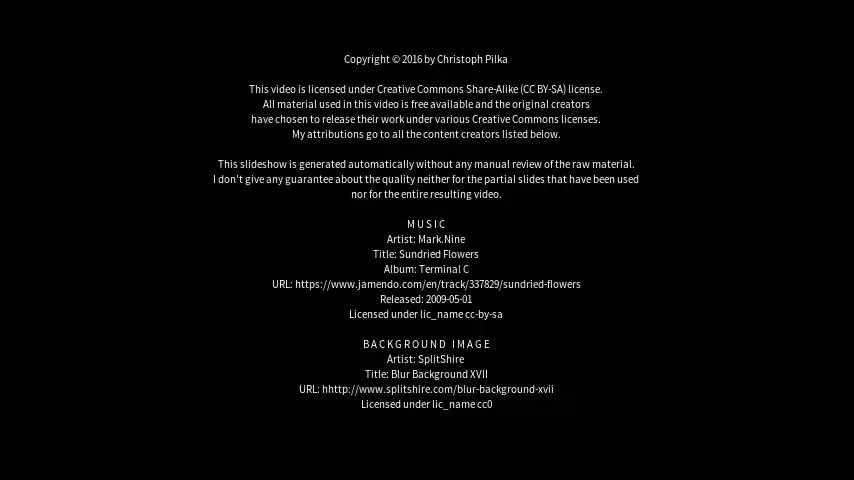 Copyright © 2016 by Christoph Pilka
This video is licensed under Creative Commons Share-Alike (CC BY-SA) license.
All material used in this video is free available and the original creators
have chosen to release their work under various Creative Commons licenses.
My attributions go to all the content creators listed below.
This slideshow is generated automatically without any manual review of the raw material.
I don't give any guarantee about the quality neither for the partial slides that have been used
nor for the entire resulting video.
MUSIC
Artist: Mark.Nine
Title: Sundried Flowers
Album: Terminal C
URL: https://www.jamendo.com/en/track/337829/sundried-flowers
Released: 2009-05-01
Licensed under lic_name cc-by-sa
BACKGROUND IMAGE
Artist: SplitShire
Title: Blur Background XVII
URL: hhttp://www.splitshire.com/blur-background-xvii
Licensed under lic_name cc0